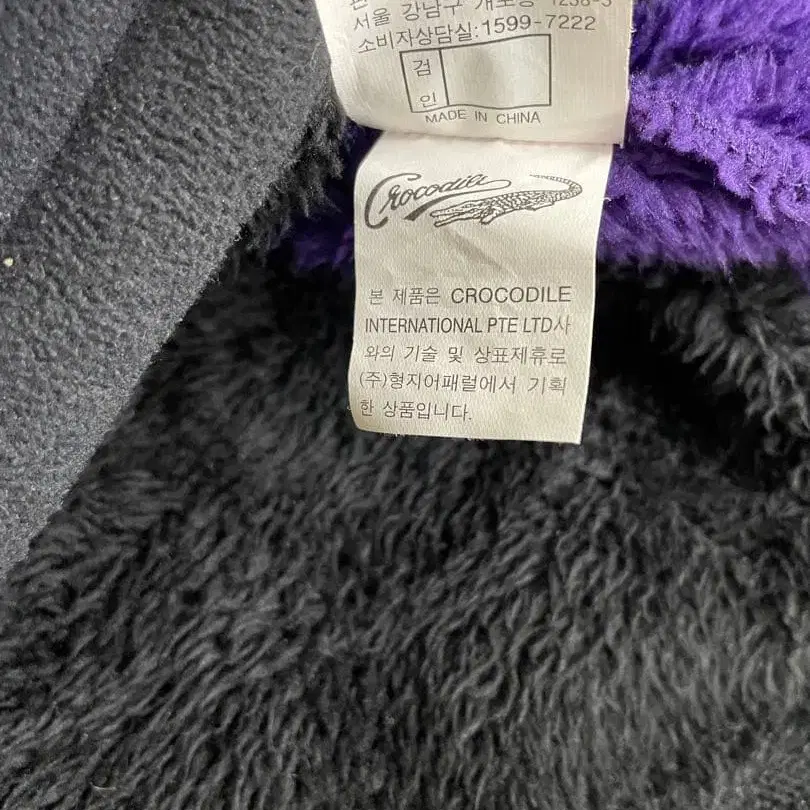 서울 강남구 개포동 1238-3
소비자상담실:1599-7222
검
인
MADE IN CHINA
Crocodile
본 제품은 CROCODILE
INTERNATIONAL PTE LTD사
와의 기술 및 상표제휴로
(주)형지어패럴에서 기획
한 상품입니다.